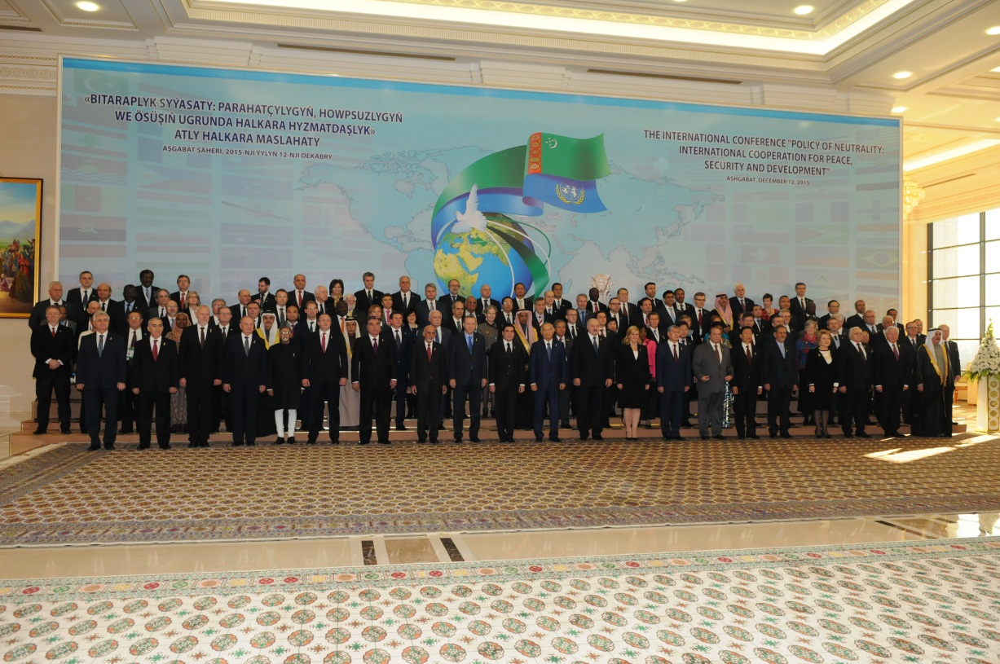 «BITARAPLYK SYÝASATY: PARAHATÇYLYGYŇ, HOWPSUZLYGYŇ
WE ÖSÜŞIŇ UGRUNDA HALKARA HYZMATDAŞLYK»
ATLY HALKARA MASLAHATY
AŞGABAT ŞÄHERI, 2015-NJI ÝYLYN 12-NJI DEKABRY
THE INTERNATIONAL CONFERENCE "POLICY OF NEUTRALITY:
INTERNATIONAL COOPERATION FOR PEACE,
SECURITY AND DEVELOPMENT"
ASHGABAT, DECEMBER 12, 2015